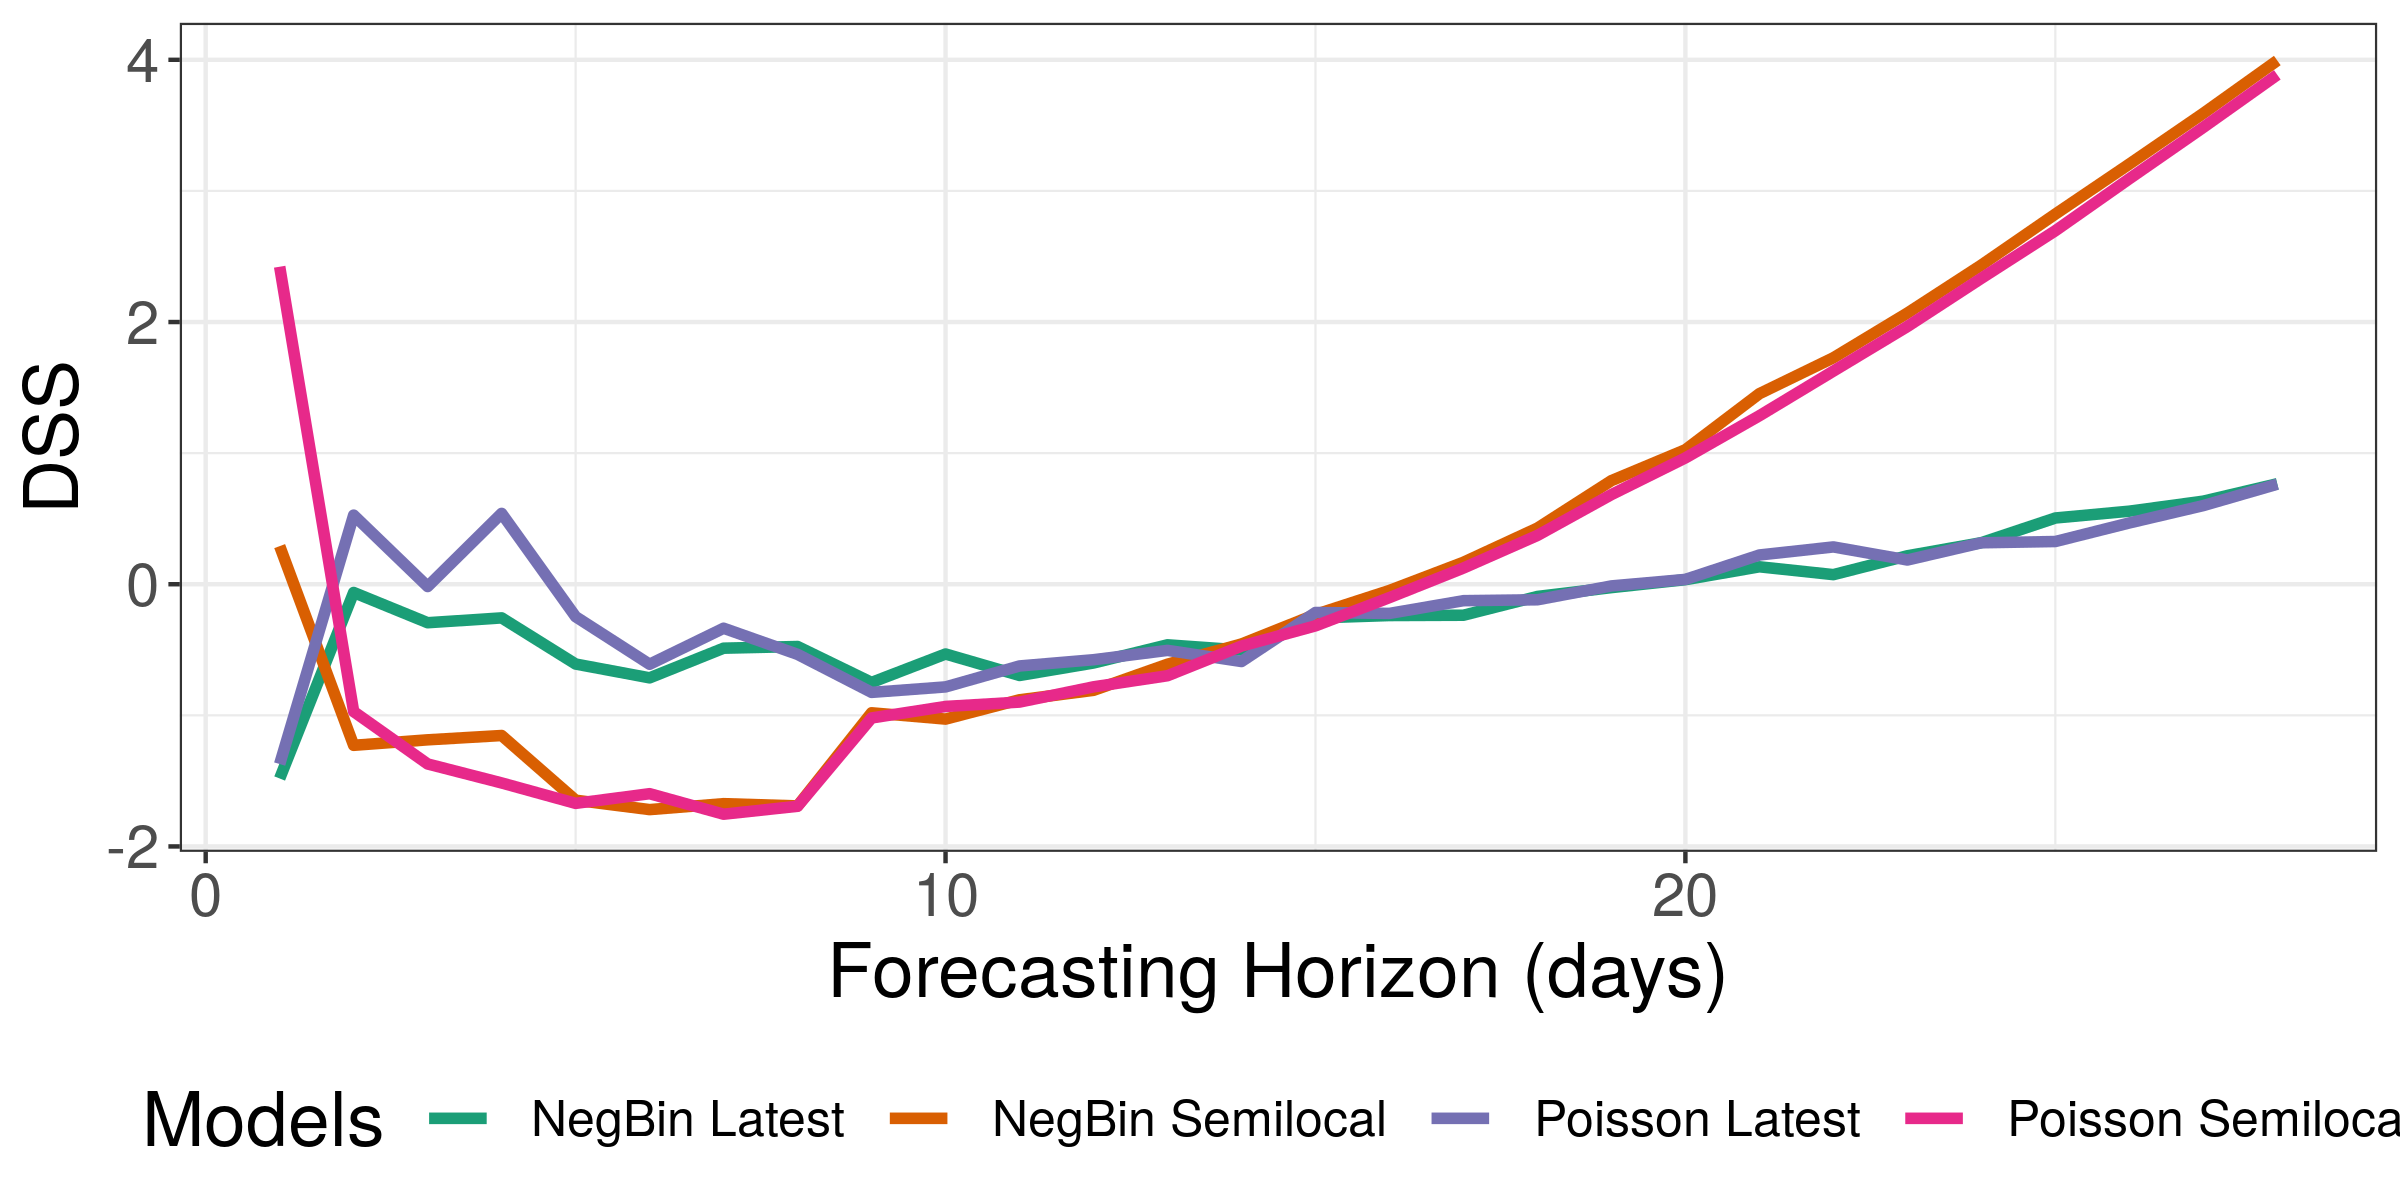 4
2
0
-2
DSS
0 10 20
Forecasting Horizon (days)
Models NegBin Latest NegBin Semilocal Poisson Latest Poisson Semiloca